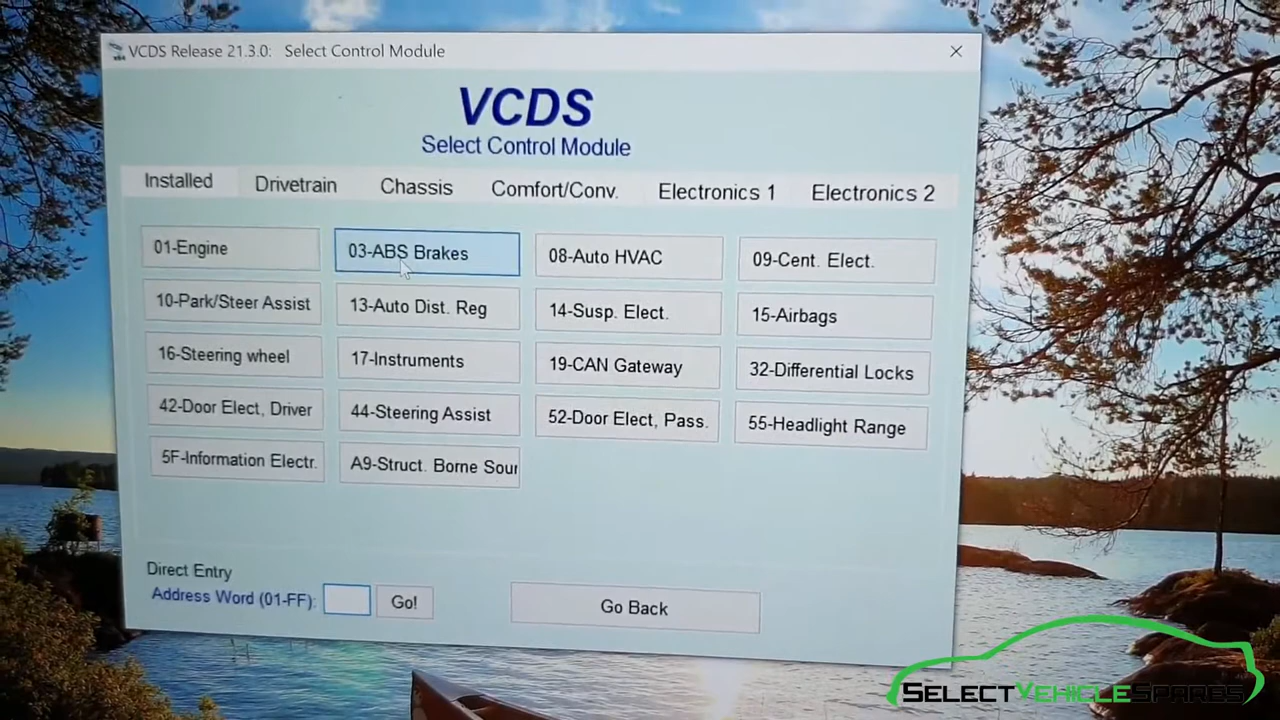 VCDS Release 21.3.0:   Select Control Module
VCDS
Select Control Module
Installed Drivetrain Chassis Comfort/Conv. Electronics 1 Electronics 2
01-Engine 03-ABS Brakes 08-Auto HVAC 09-Cent. Elect.
10-Park/Steer Assist 13-Auto Dist. Reg 14-Susp. Elect. 15-Airbags
16-Steering wheel 17-Instruments 19-CAN Gateway 32-Differential Locks
42-Door Elect, Driver 44-Steering Assist 52-Door Elect, Pass. 55-Headlight Range
5F-Information Electr. A9-Struct. Borne Sour
Direct Entry
Address Word (01-FF): Go! Go Back
SELECTVEHICLESPARES